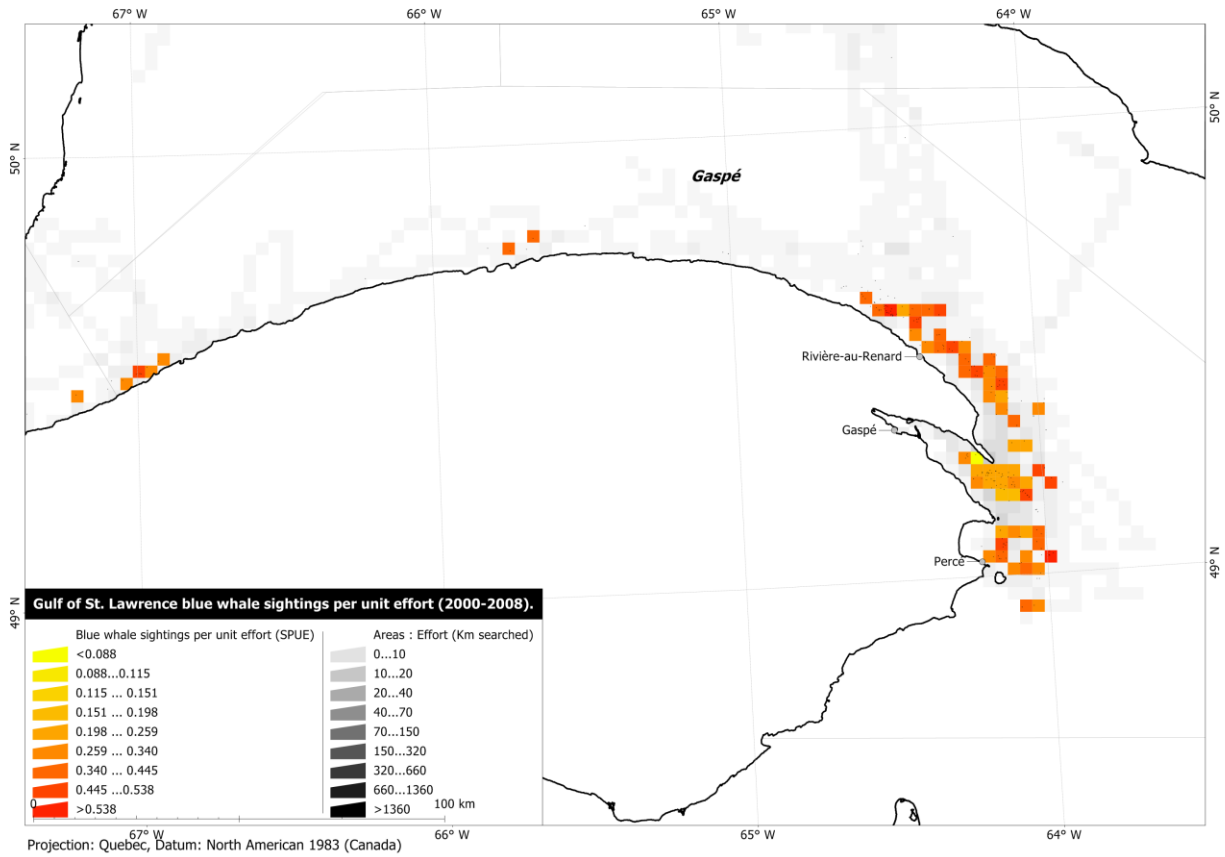 67° W 66° W 65° W 64° W
50° N
50° N
Gaspé
Rivière-au-Renard
Gaspé
Percé
49° N
49° N
Gulf of St. Lawrence blue whale sightings per unit effort (2000-2008).
Blue whale sightings per unit effort (SPUE) Areas : Effort (Km searched)
<0.088 0...10
0.088...0.115 10...20
0.115 ... 0.151 20...40
0.151 ... 0.198 40...70
0.198 ... 0.259 70...150
0.259 ... 0.340 150...320
0.340 ... 0.445 320...660
0.445 ...0.538 660...1360
>0.538 >1360
0 100 km
67° W 66° W 65° W 64° W
Projection: Quebec, Datum: North American 1983 (Canada)